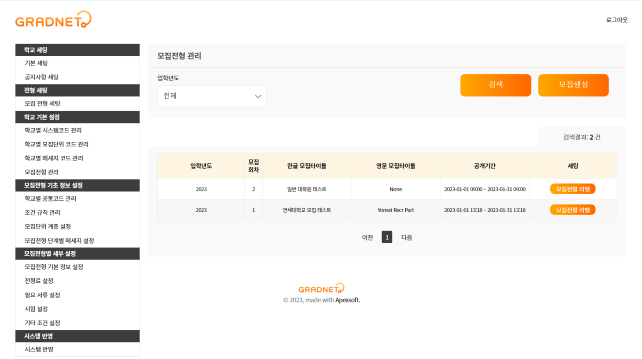 GRADNET
로그아웃
학교 세팅
기본 세팅
공지사항 세팅
전형 세팅
모집 전형 세팅
학교 기본 설정
학교별 시스템코드 관리
학교별 모집단위 코드 관리
학교별 메세지 코드 관리
모집전형 관리
모집전형 기초 정보 설정
학교별 공통코드 관리
조건 규칙 관리
모집단위 계층 설정
모집전형 단계별 메세지 설정
모집전형별 세부 설정
모집전형 기본 정보 설정
전형료 설정
필요 서류 설정
시험 설정
기타 조건 설정
시스템 반영
시스템 반영
모집전형 관리
입학년도
전체
검색
모집생성
검색결과: 2 건
입학년도 모집 회차 한글 모집타이틀 영문 모집타이틀 공개기간 세팅
2023 2 일반 대학원 테스트 None 2023-01-01 09:00 ~ 2023-01-31 09:00 모집전형 레벨
2023 1 연세대학교 모집 테스트 Yonsei Recr Part 2023-01-01 13:18 ~ 2023-01-31 13:18 모집전형 레벨
이전 1 다음
GRADNET
© 2023, made with Apexsoft.